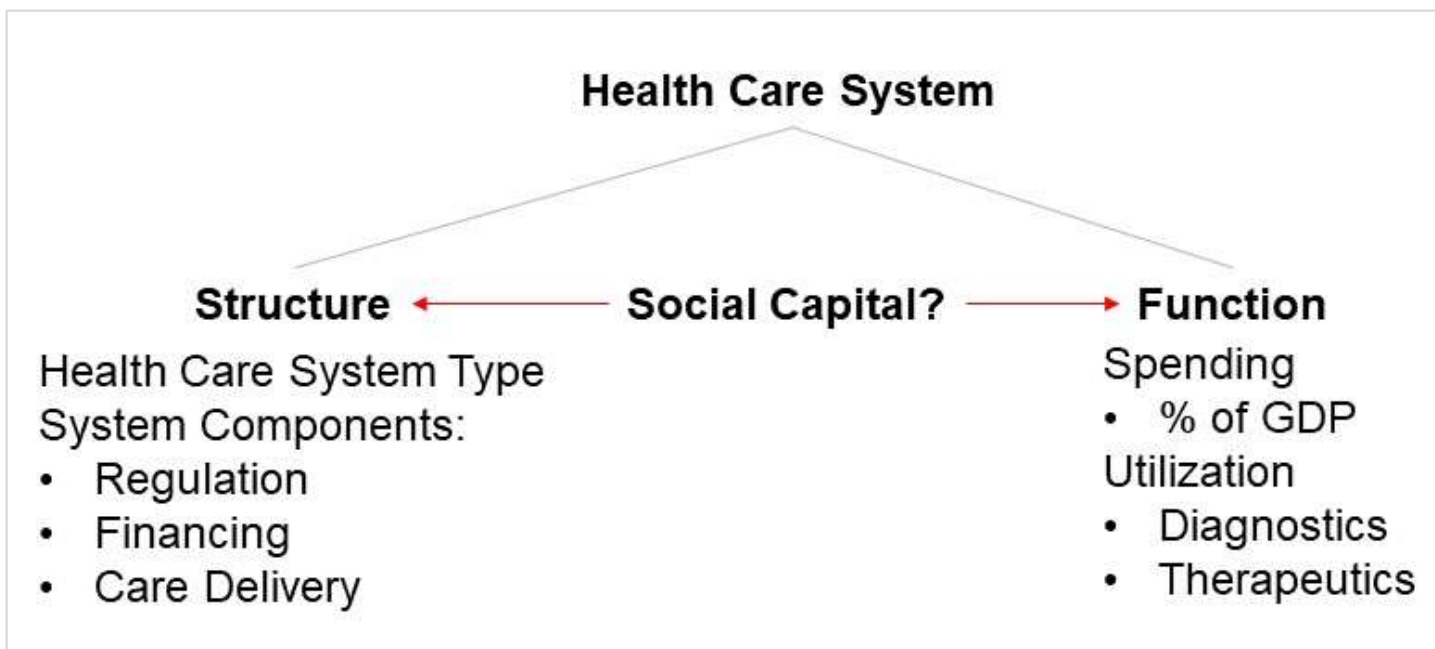 Health Care System
Structure
Social Capital?
Function
Health Care System Type
System Components:
• Regulation
• Financing
• Care Delivery
Spending
• % of GDP
Utilization
• Diagnostics
• Therapeutics